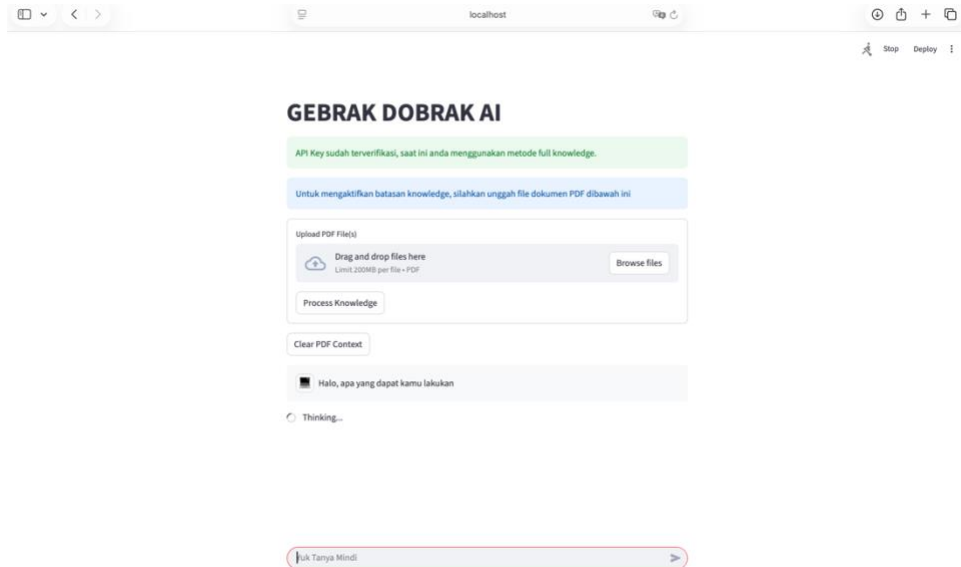 localhost
Stop Deploy
GEBRAK DOBRAK AI
API Key sudah terverifikasi, saat ini anda menggunakan metode full knowledge.
Untuk mengaktifkan batasan knowledge, silahkan unggah file dokumen PDF dibawah ini
Upload PDF File(s)
Drag and drop files here
Limit 200MB per file • PDF
Browse files
Process Knowledge
Clear PDF Context
Halo, apa yang dapat kamu lakukan
Thinking...
Yuk Tanya Mindi